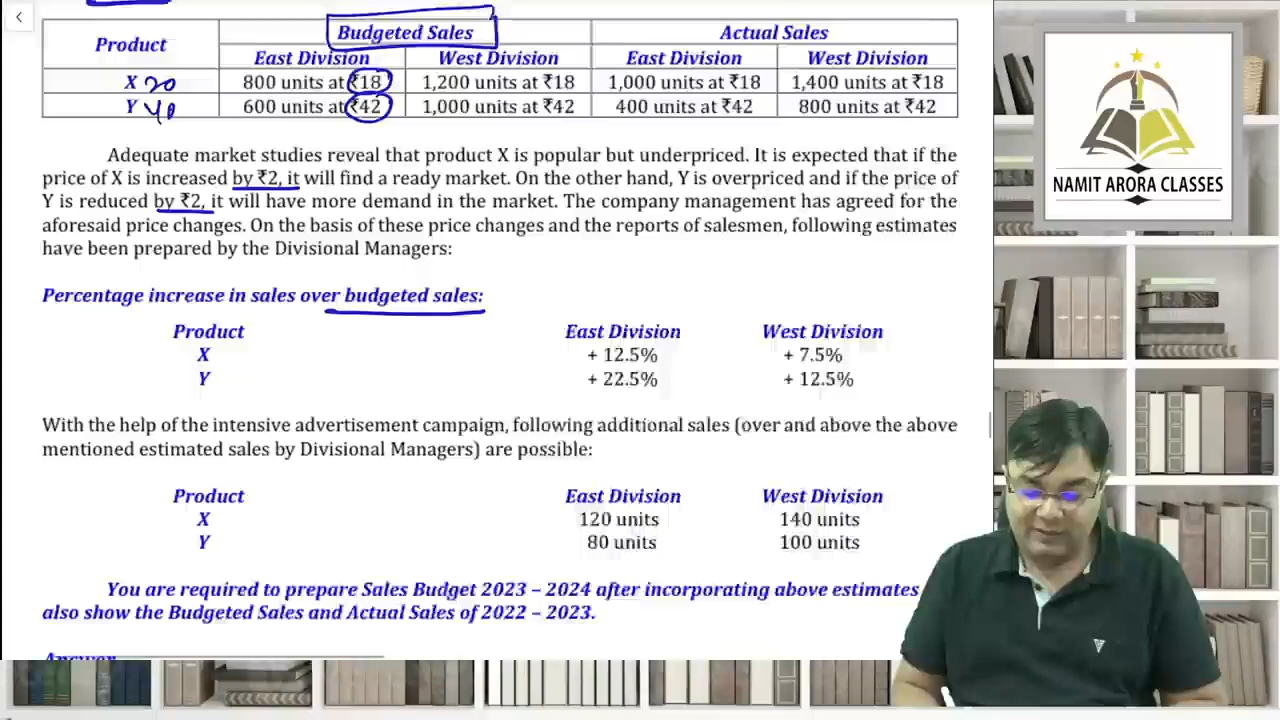 Product Budgeted Sales Actual Sales
East Division West Division East Division West Division
X 20 800 units at ₹18 1,200 units at ₹18 1,000 units at ₹18 1,400 units at ₹18
Y 40 600 units at ₹42 1,000 units at ₹42 400 units at ₹42 800 units at ₹42
Adequate market studies reveal that product X is popular but underpriced. It is expected that if the
price of X is increased by ₹2, it will find a ready market. On the other hand, Y is overpriced and if the price of
Y is reduced by ₹2, it will have more demand in the market. The company management has agreed for the
aforesaid price changes. On the basis of these price changes and the reports of salesmen, following estimates
have been prepared by the Divisional Managers:
Percentage increase in sales over budgeted sales:
Product East Division West Division
X + 12.5% + 7.5%
Y + 22.5% + 12.5%
With the help of the intensive advertisement campaign, following additional sales (over and above the above
mentioned estimated sales by Divisional Managers) are possible:
Product East Division West Division
X 120 units 140 units
Y 80 units 100 units
You are required to prepare Sales Budget 2023 – 2024 after incorporating above estimates
also show the Budgeted Sales and Actual Sales of 2022 – 2023.
Answer
NAMIT ARORA CLASSES